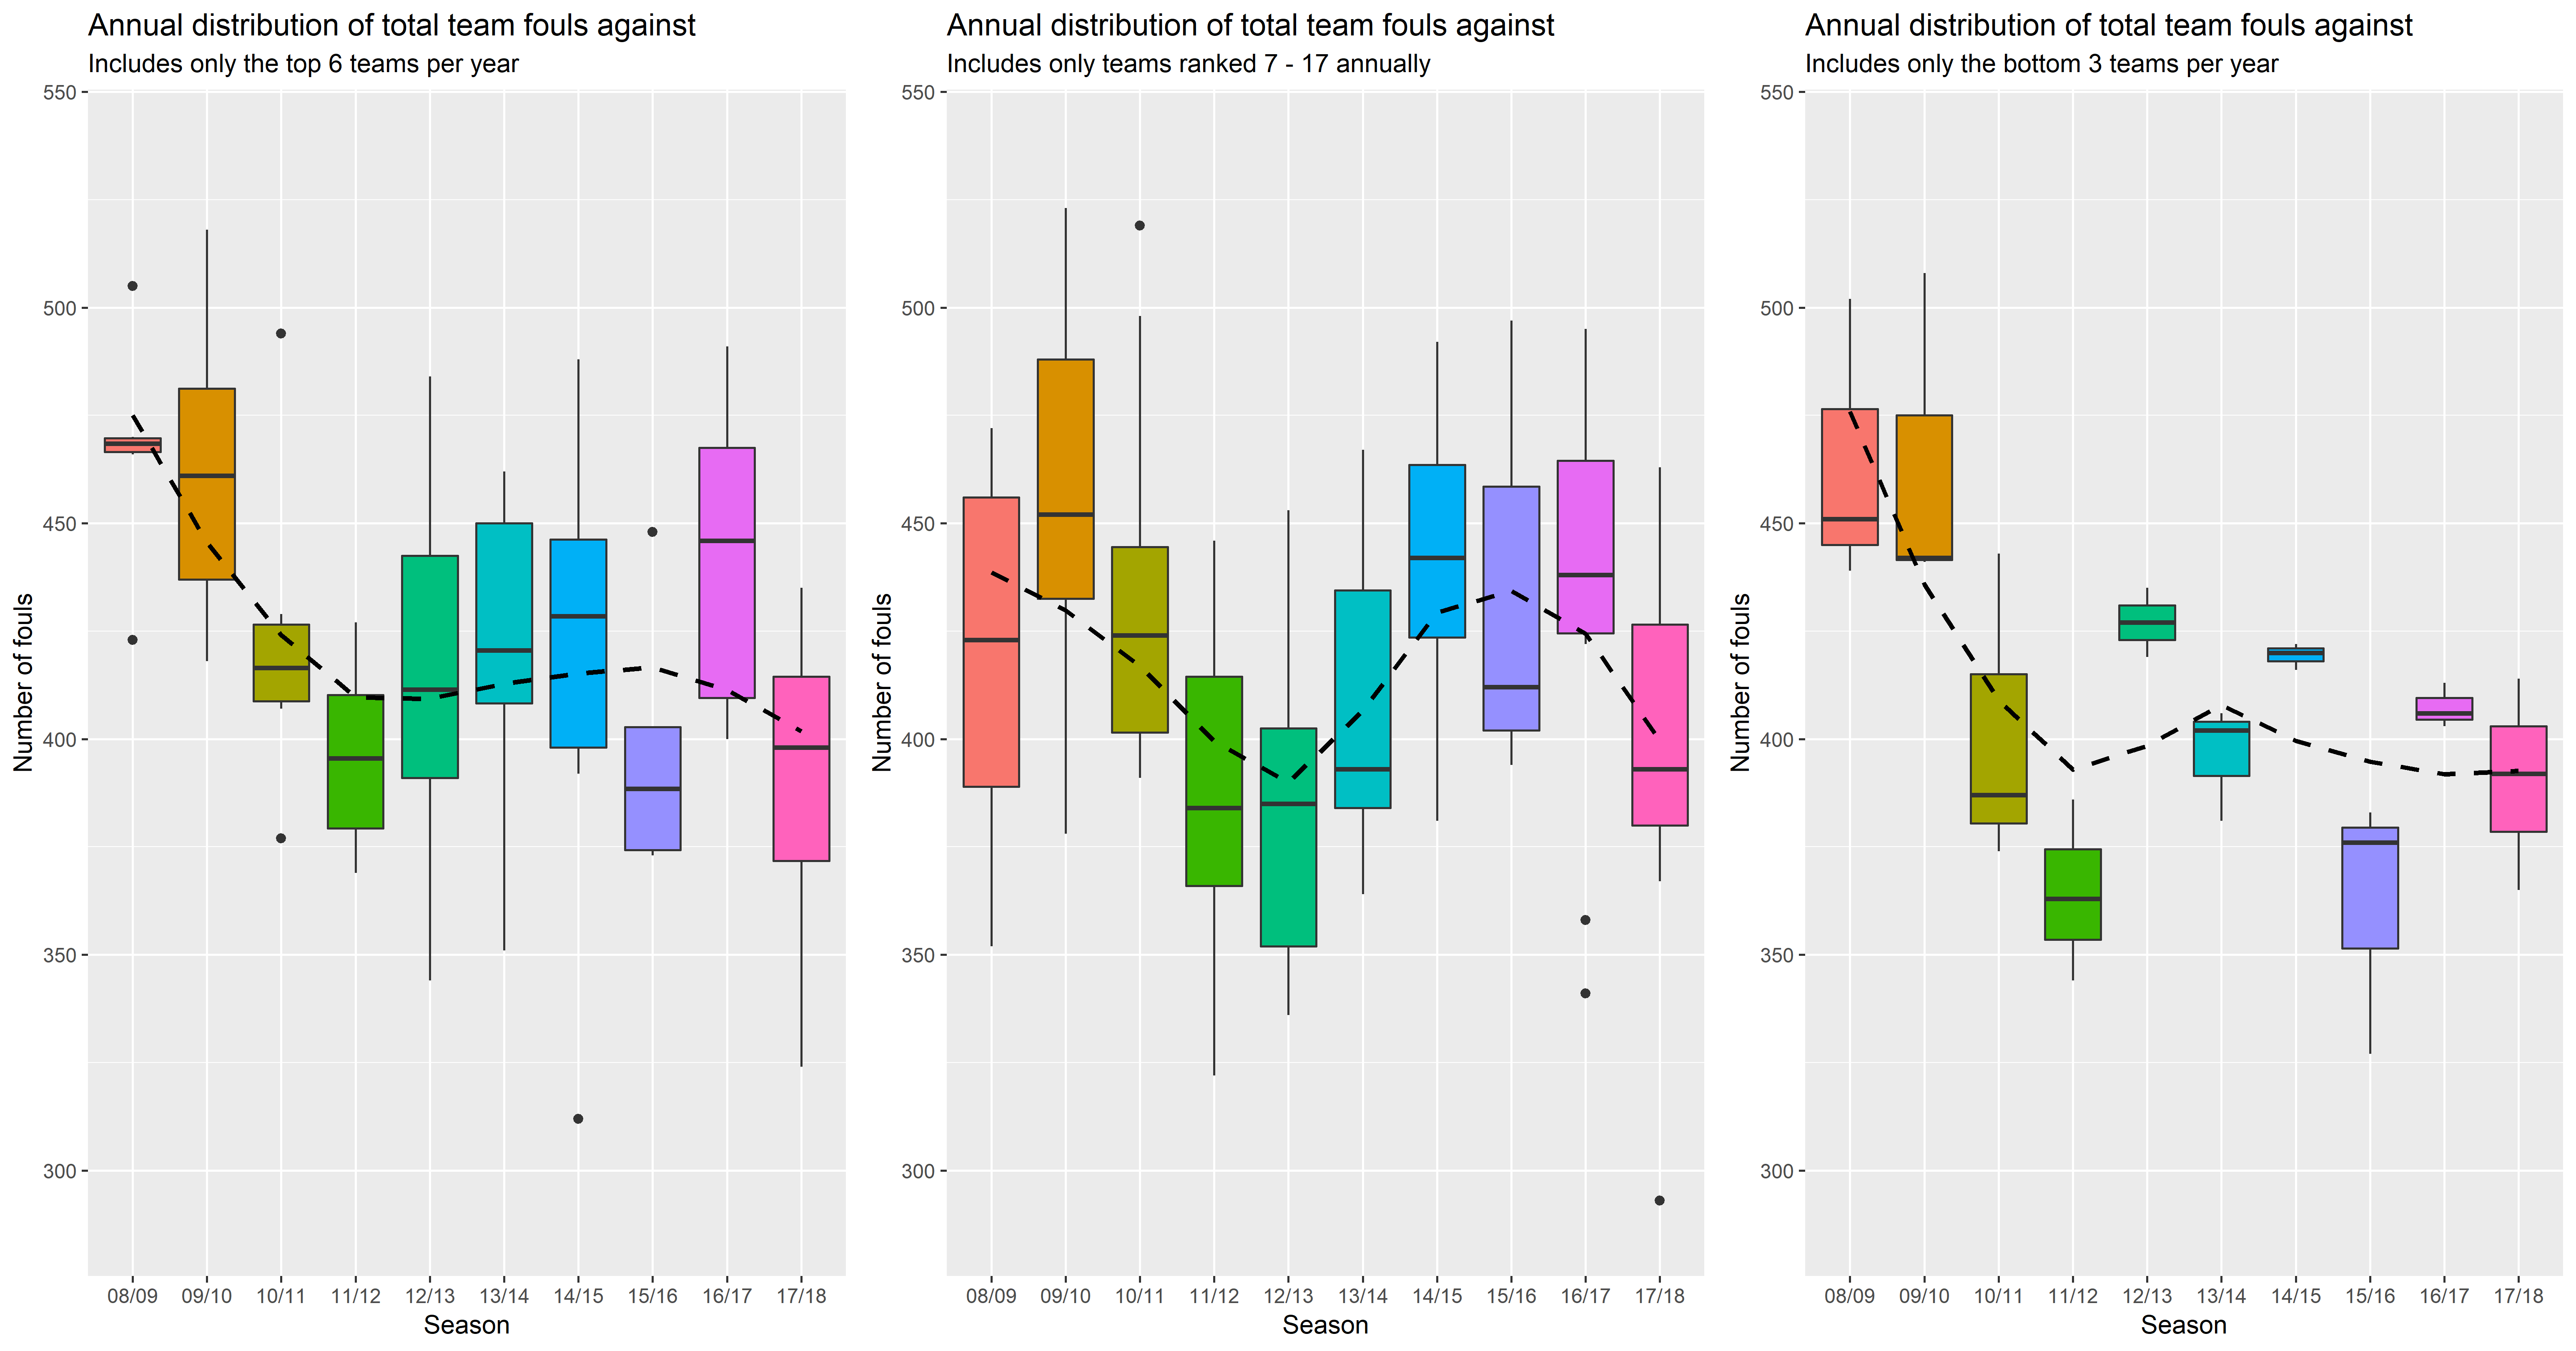 Annual distribution of total team fouls against
Includes only the top 6 teams per year
550
500
450
400
350
300
Number of fouls
08/09 09/10 10/11 11/12 12/13 13/14 14/15 15/16 16/17 17/18
Season
Annual distribution of total team fouls against
Includes only teams ranked 7 - 17 annually
550
500
450
400
350
300
Number of fouls
08/09 09/10 10/11 11/12 12/13 13/14 14/15 15/16 16/17 17/18
Season
Annual distribution of total team fouls against
Includes only the bottom 3 teams per year
550
500
450
400
350
300
Number of fouls
08/09 09/10 10/11 11/12 12/13 13/14 14/15 15/16 16/17 17/18
Season